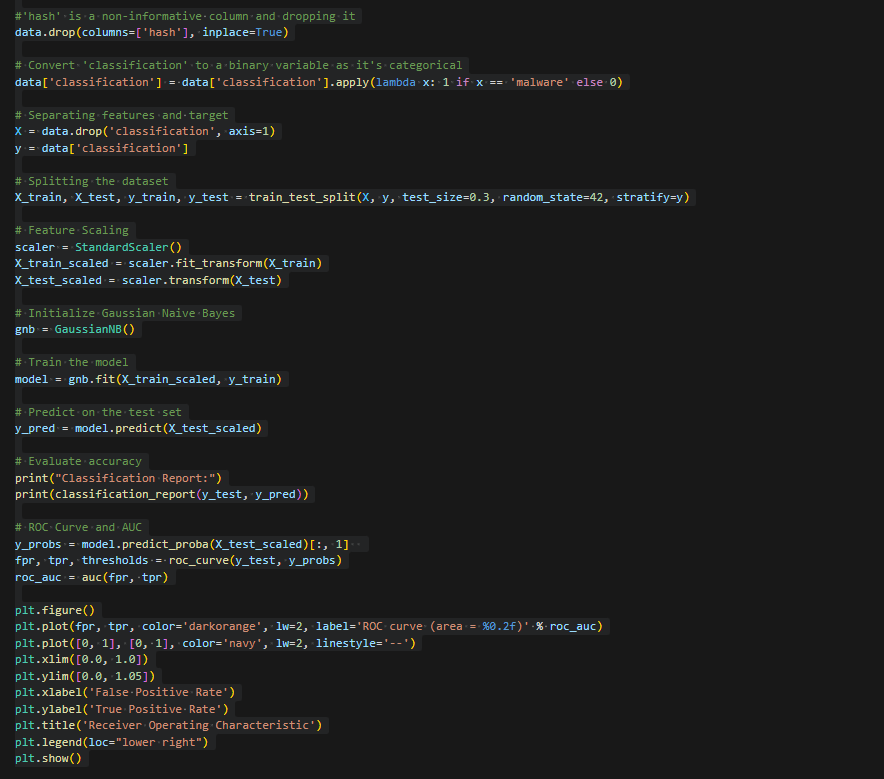 #'hash' is a non-informative column and dropping it
data.drop(columns=['hash'], inplace=True)
# Convert 'classification' to a binary variable as it's categorical
data['classification'] = data['classification'].apply(lambda x: 1 if x == 'malware' else 0)
# Separating features and target
X = data.drop('classification', axis=1)
y = data['classification']
# Splitting the dataset
X_train, X_test, y_train, y_test = train_test_split(X, y, test_size=0.3, random_state=42, stratify=y)
# Feature Scaling
scaler = StandardScaler()
X_train_scaled = scaler.fit_transform(X_train)
X_test_scaled = scaler.transform(X_test)
# Initialize Gaussian Naive Bayes
gnb = GaussianNB()
# Train the model
model = gnb.fit(X_train_scaled, y_train)
# Predict on the test set
y_pred = model.predict(X_test_scaled)
# Evaluate accuracy
print("Classification Report:")
print(classification_report(y_test, y_pred))
# ROC Curve and AUC
y_probs = model.predict_proba(X_test_scaled)[:, 1]
fpr, tpr, thresholds = roc_curve(y_test, y_probs)
roc_auc = auc(fpr, tpr)
plt.figure()
plt.plot(fpr, tpr, color='darkorange', lw=2, label='ROC curve (area = %0.2f)' % roc_auc)
plt.plot([0, 1], [0, 1], color='navy', lw=2, linestyle='--')
plt.xlim([0.0, 1.0])
plt.ylim([0.0, 1.05])
plt.xlabel('False Positive Rate')
plt.ylabel('True Positive Rate')
plt.title('Receiver Operating Characteristic')
plt.legend(loc="lower right")
plt.show()